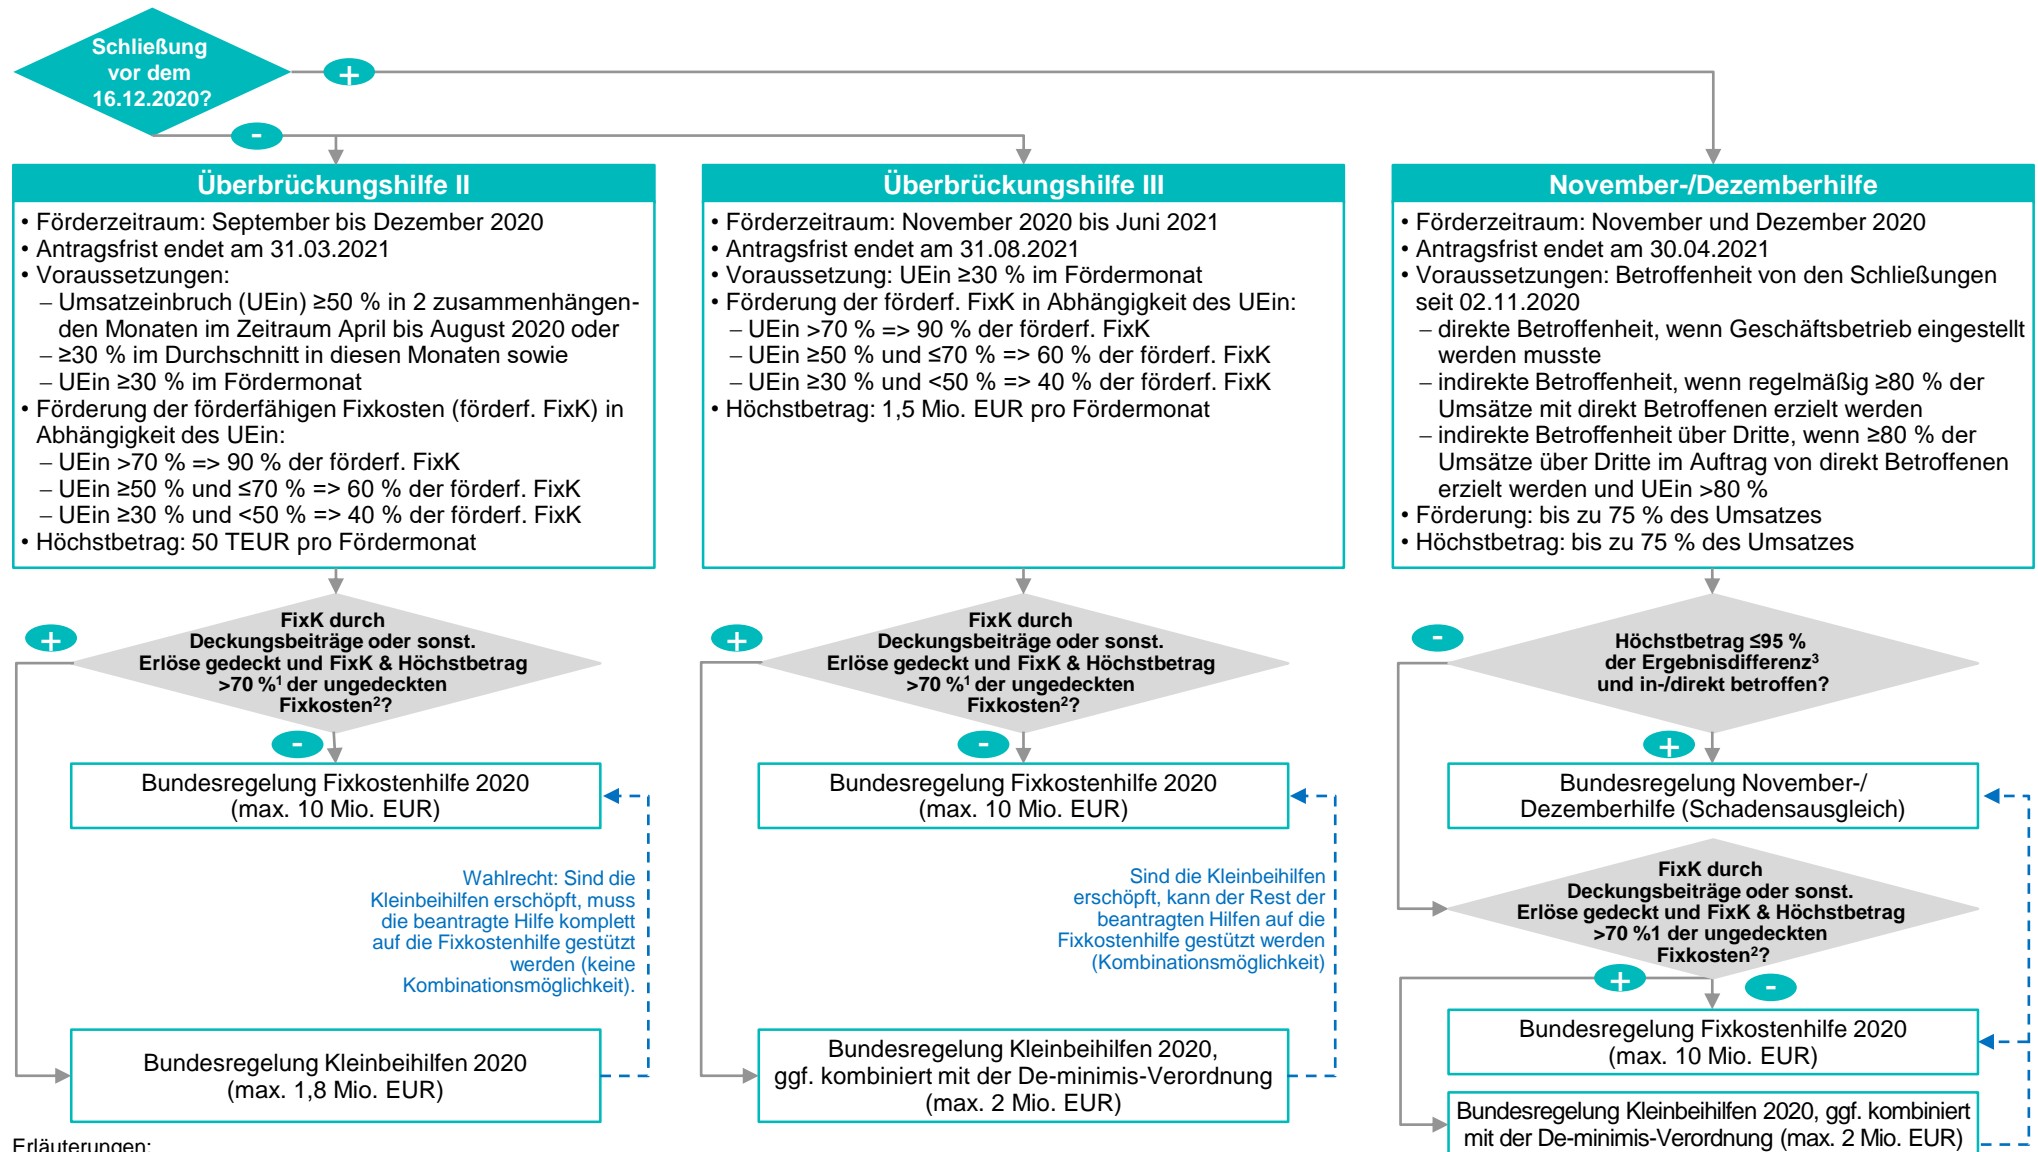 Schließung
vor dem
16.12.2020?
+
-
Überbrückungshilfe II
• Förderzeitraum: September bis Dezember 2020
• Antragsfrist endet am 31.03.2021
• Voraussetzungen:
– Umsatzeinbruch (UEin) ≥50 % in 2 zusammenhängen-
den Monaten im Zeitraum April bis August 2020 oder
– ≥30 % im Durchschnitt in diesen Monaten sowie
– UEin ≥30 % im Fördermonat
• Förderung der förderfähigen Fixkosten (förderf. FixK) in
Abhängigkeit des UEin:
– UEin >70 % => 90 % der förderf. FixK
– UEin ≥50 % und ≤70 % => 60 % der förderf. FixK
– UEin ≥30 % und <50 % => 40 % der förderf. FixK
• Höchstbetrag: 50 TEUR pro Fördermonat
Überbrückungshilfe III
• Förderzeitraum: November 2020 bis Juni 2021
• Antragsfrist endet am 31.08.2021
• Voraussetzung: UEin ≥30 % im Fördermonat
• Förderung der förderf. FixK in Abhängigkeit des UEin:
– UEin >70 % => 90 % der förderf. FixK
– UEin ≥50 % und ≤70 % => 60 % der förderf. FixK
– UEin ≥30 % und <50 % => 40 % der förderf. FixK
• Höchstbetrag: 1,5 Mio. EUR pro Fördermonat
November-/Dezemberhilfe
• Förderzeitraum: November und Dezember 2020
• Antragsfrist endet am 30.04.2021
• Voraussetzungen: Betroffenheit von den Schließungen
seit 02.11.2020
– direkte Betroffenheit, wenn Geschäftsbetrieb eingestellt
werden musste
– indirekte Betroffenheit, wenn regelmäßig ≥80 % der
Umsätze mit direkt Betroffenen erzielt werden
– indirekte Betroffenheit über Dritte, wenn ≥80 % der
Umsätze über Dritte im Auftrag von direkt Betroffenen
erzielt werden und UEin >80 %
• Förderung: bis zu 75 % des Umsatzes
• Höchstbetrag: bis zu 75 % des Umsatzes
+
FixK durch
Deckungsbeiträge oder sonst.
Erlöse gedeckt und FixK & Höchstbetrag
>70 %¹ der ungedeckten
Fixkosten²?
-
Bundesregelung Fixkostenhilfe 2020
(max. 10 Mio. EUR)
Wahlrecht: Sind die
Kleinbeihilfen erschöpft, muss
die beantragte Hilfe komplett
auf die Fixkostenhilfe gestützt
werden (keine
Kombinationsmöglichkeit).
Bundesregelung Kleinbeihilfen 2020
(max. 1,8 Mio. EUR)
+
FixK durch
Deckungsbeiträge oder sonst.
Erlöse gedeckt und FixK & Höchstbetrag
>70 %¹ der ungedeckten
Fixkosten²?
-
Bundesregelung Fixkostenhilfe 2020
(max. 10 Mio. EUR)
Sind die Kleinbeihilfen
erschöpft, kann der Rest der
beantragten Hilfen auf die
Fixkostenhilfe gestützt werden
(Kombinationsmöglichkeit)
Bundesregelung Kleinbeihilfen 2020,
ggf. kombiniert mit der De-minimis-Verordnung
(max. 2 Mio. EUR)
-
Höchstbetrag ≤95 %
der Ergebnisdifferenz³
und in-/direkt betroffen?
+
Bundesregelung November-/
Dezemberhilfe (Schadensausgleich)
FixK durch
Deckungsbeiträge oder sonst.
Erlöse gedeckt und FixK & Höchstbetrag
>70 %1 der ungedeckten
Fixkosten²?
+
-
Bundesregelung Fixkostenhilfe 2020
(max. 10 Mio. EUR)
Bundesregelung Kleinbeihilfen 2020, ggf. kombiniert
mit der De-minimis-Verordnung (max. 2 Mio. EUR)
Erläuterungen: